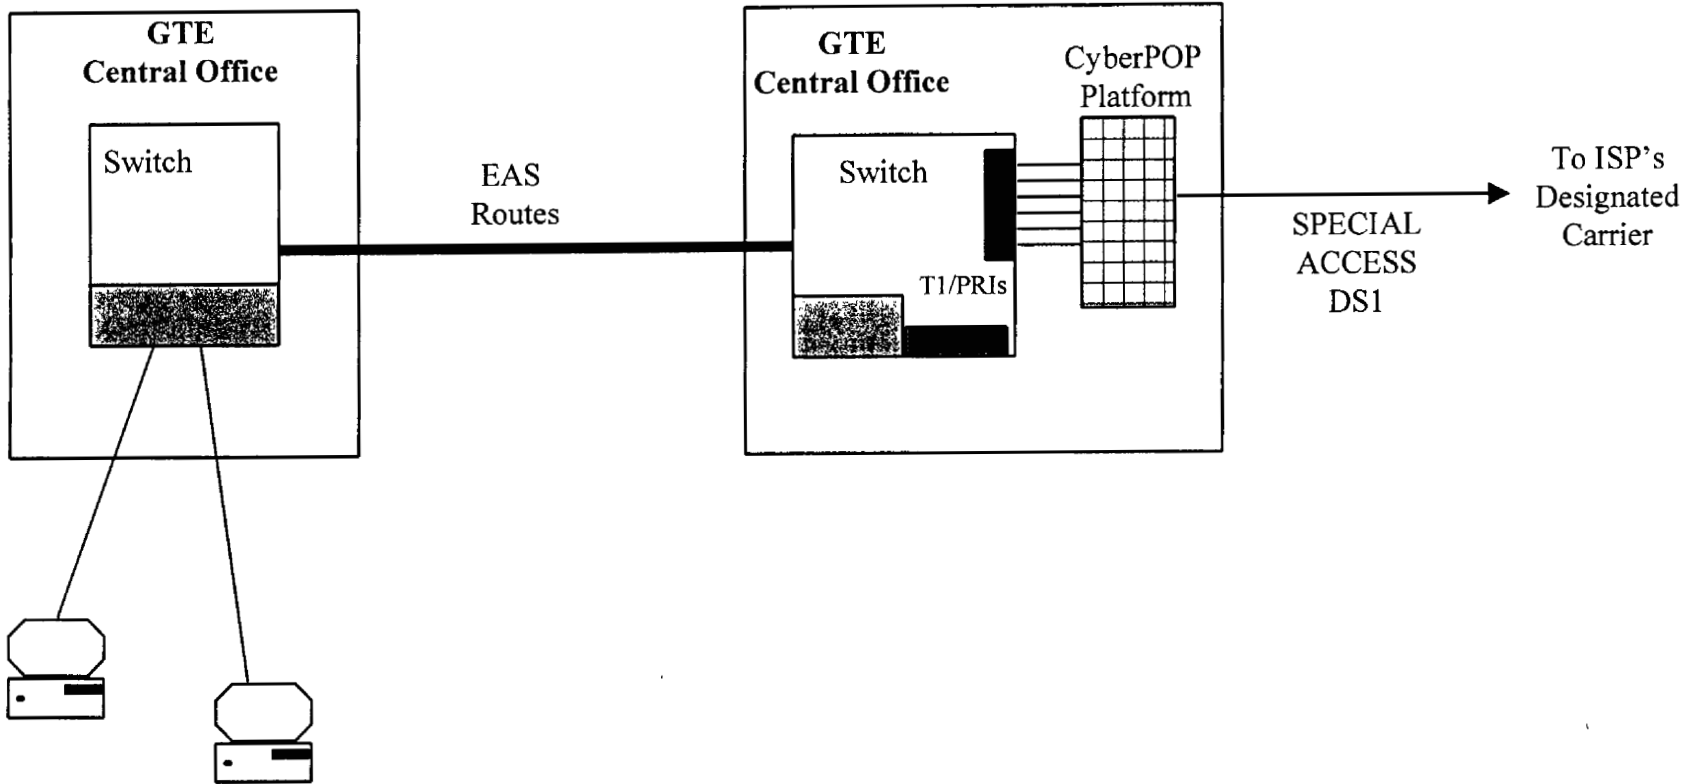 GTE
Central Office
Switch
EAS
Routes
GTE
Central Office
CyberPOP
Platform
Switch
T1/PRIs
SPECIAL
ACCESS
DS1
To ISP's
Designated
Carrier